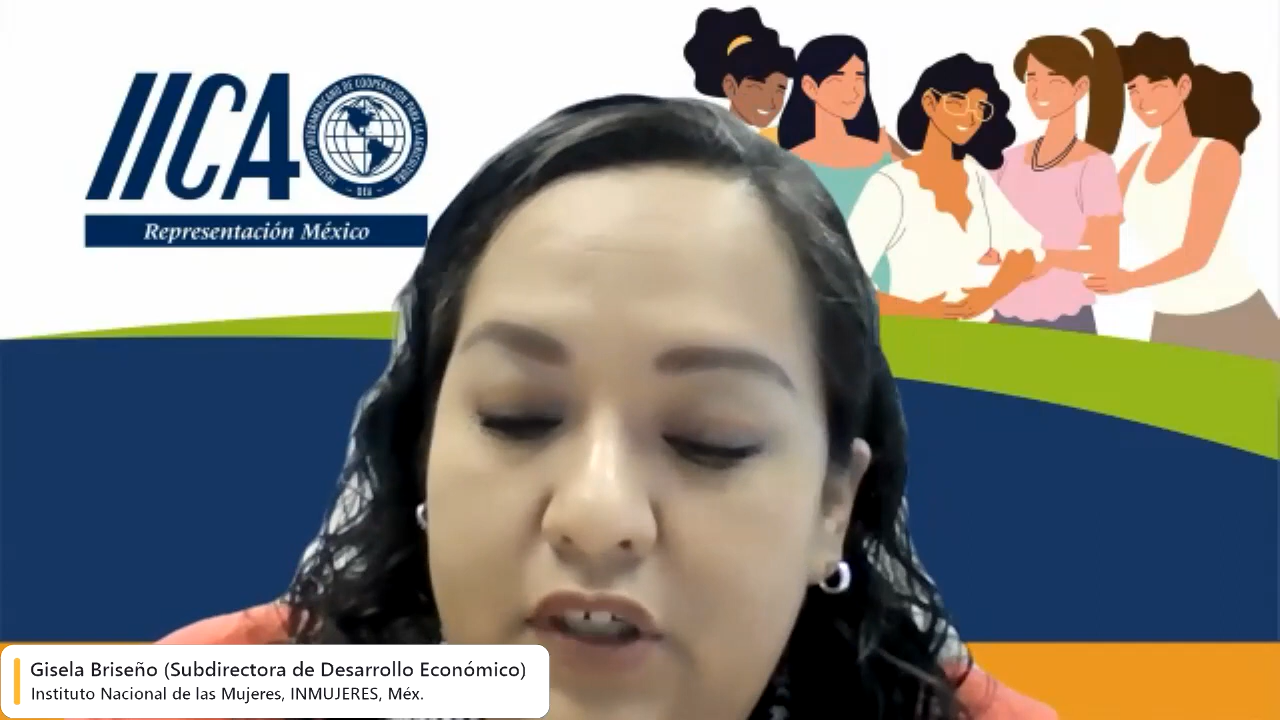 IICA
INSTITUTO INTERAMERICANO DE COOPERACIÓN PARA LA AGRICULTURA
- OEA -
Representación México
Gisela Briseño (Subdirectora de Desarrollo Económico)
Instituto Nacional de las Mujeres, INMUJERES, Méx.